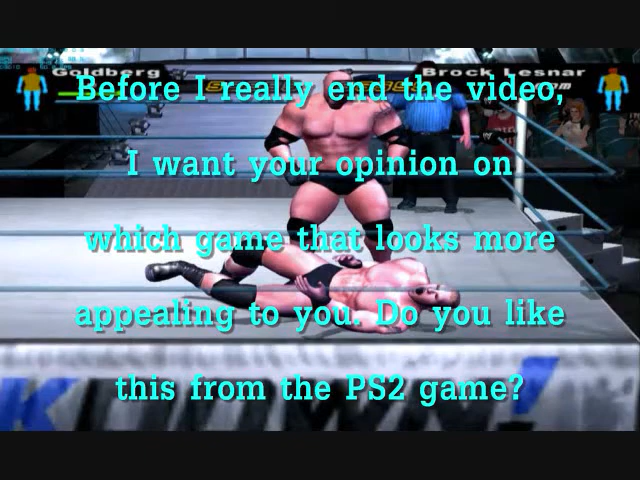 Goldberg
Brock Lesnar
Before I really end the video,
I want your opinion on
which game that looks more
appealing to you. Do you like
this from the PS2 game?